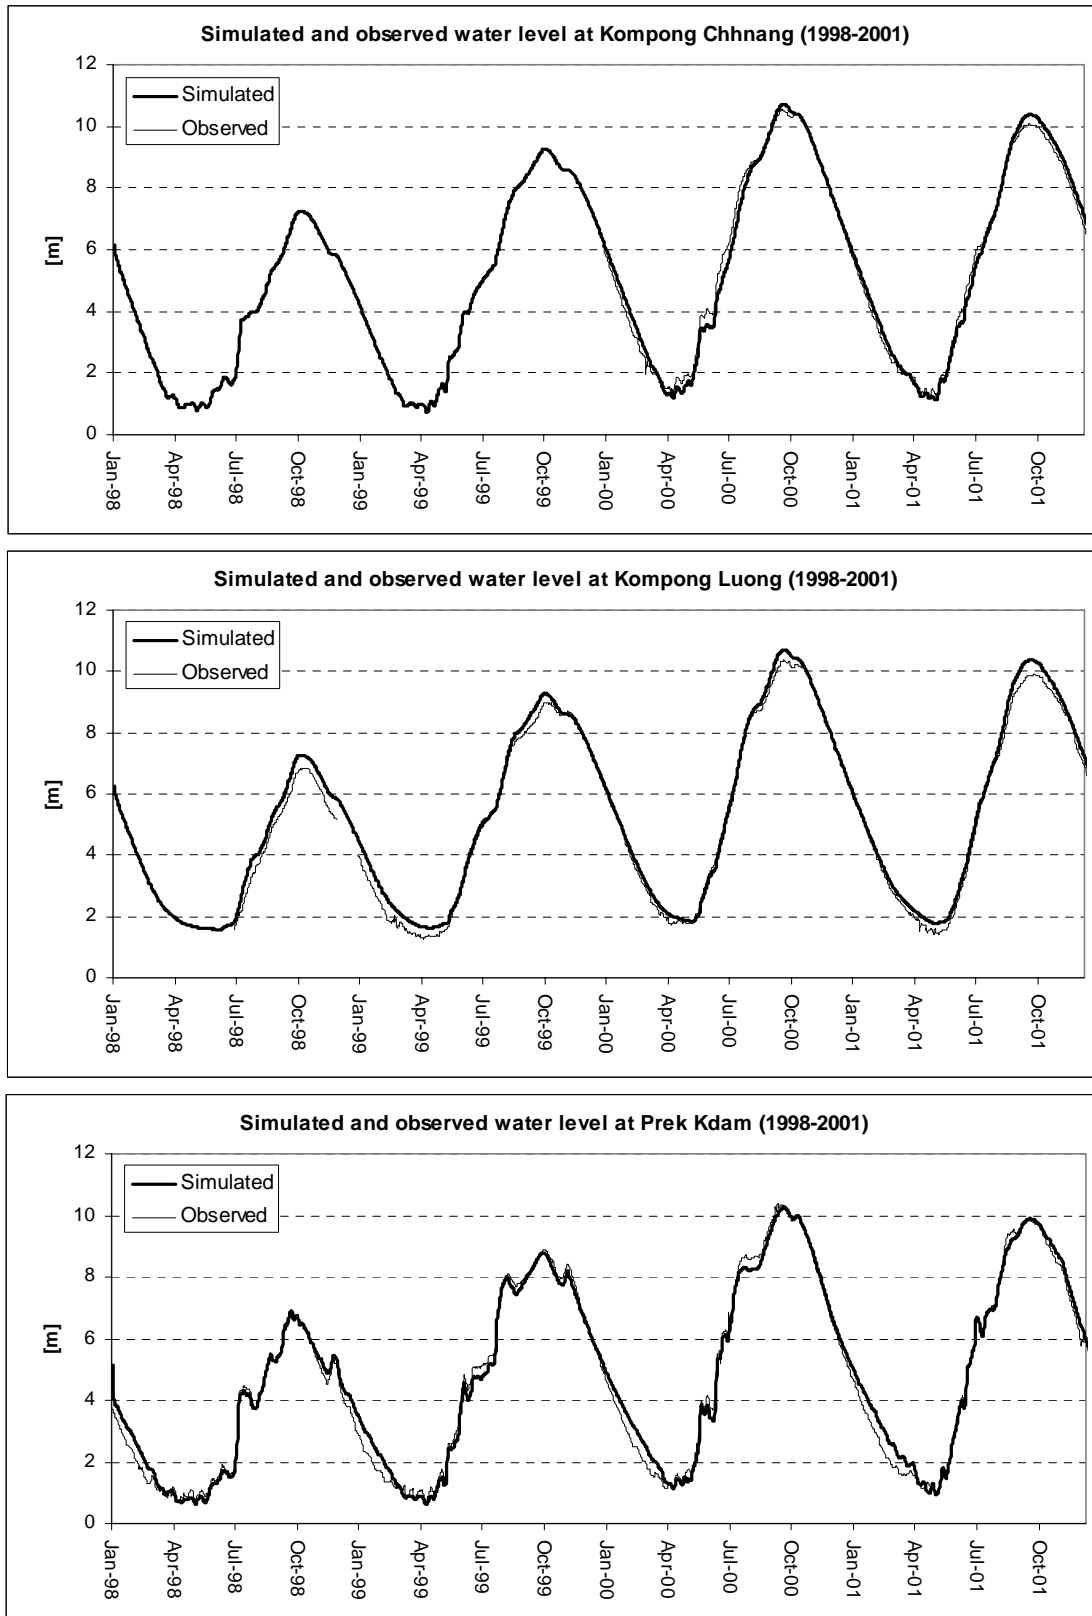 Simulated and observed water level at Kompong Chhnang (1998-2001)
12
10
8
6
4
2
0
[m]
Simulated
Observed
Jan-98
Apr-98
Jul-98
Oct-98
Jan-99
Apr-99
Jul-99
Oct-99
Jan-00
Apr-00
Jul-00
Oct-00
Jan-01
Apr-01
Jul-01
Oct-01
Simulated and observed water level at Kompong Luong (1998-2001)
12
10
8
6
4
2
0
[m]
Simulated
Observed
Jan-98
Apr-98
Jul-98
Oct-98
Jan-99
Apr-99
Jul-99
Oct-99
Jan-00
Apr-00
Jul-00
Oct-00
Jan-01
Apr-01
Jul-01
Oct-01
Simulated and observed water level at Prek Kdam (1998-2001)
12
10
8
6
4
2
0
[m]
Simulated
Observed
Jan-98
Apr-98
Jul-98
Oct-98
Jan-99
Apr-99
Jul-99
Oct-99
Jan-00
Apr-00
Jul-00
Oct-00
Jan-01
Apr-01
Jul-01
Oct-01